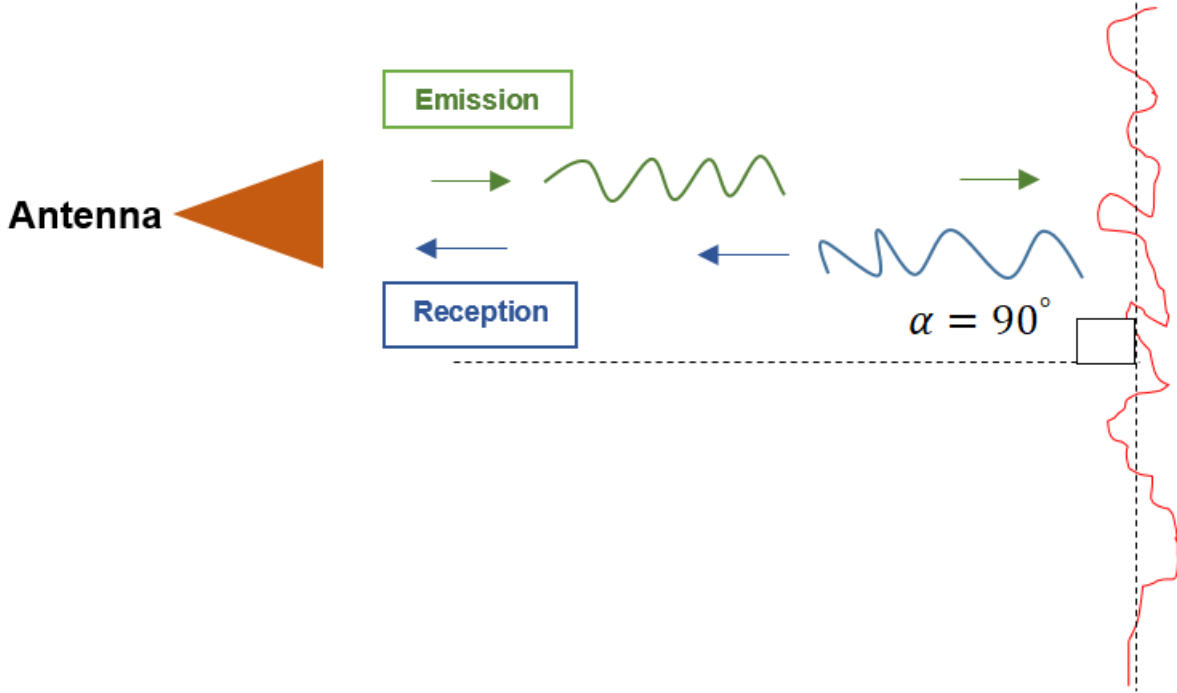 Emission
Antenna
Reception
α = 90°